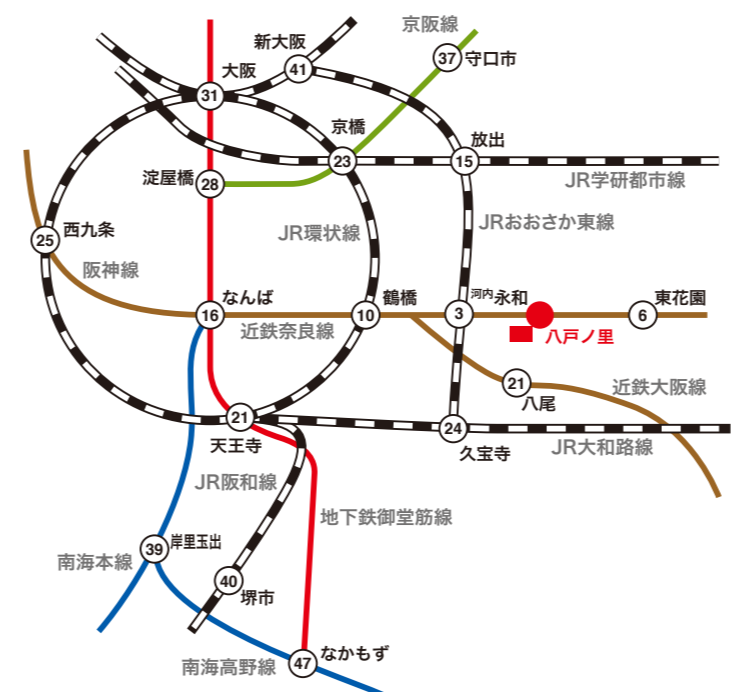 京阪線
新大阪
41
37
守口市
大阪
31
京橋
放出
23
15
淀屋橋
28
JR学研都市線
JRおおさか東線
西九条
25
JR環状線
阪神線
なんば
鶴橋
河内永和
東花園
16
10
3
6
近鉄奈良線
八戸ノ里
21
八尾
近鉄大阪線
21
天王寺
24
久宝寺
JR大和路線
JR阪和線
地下鉄御堂筋線
39
岸里玉出
南海本線
40
堺市
なかもず
47
南海高野線